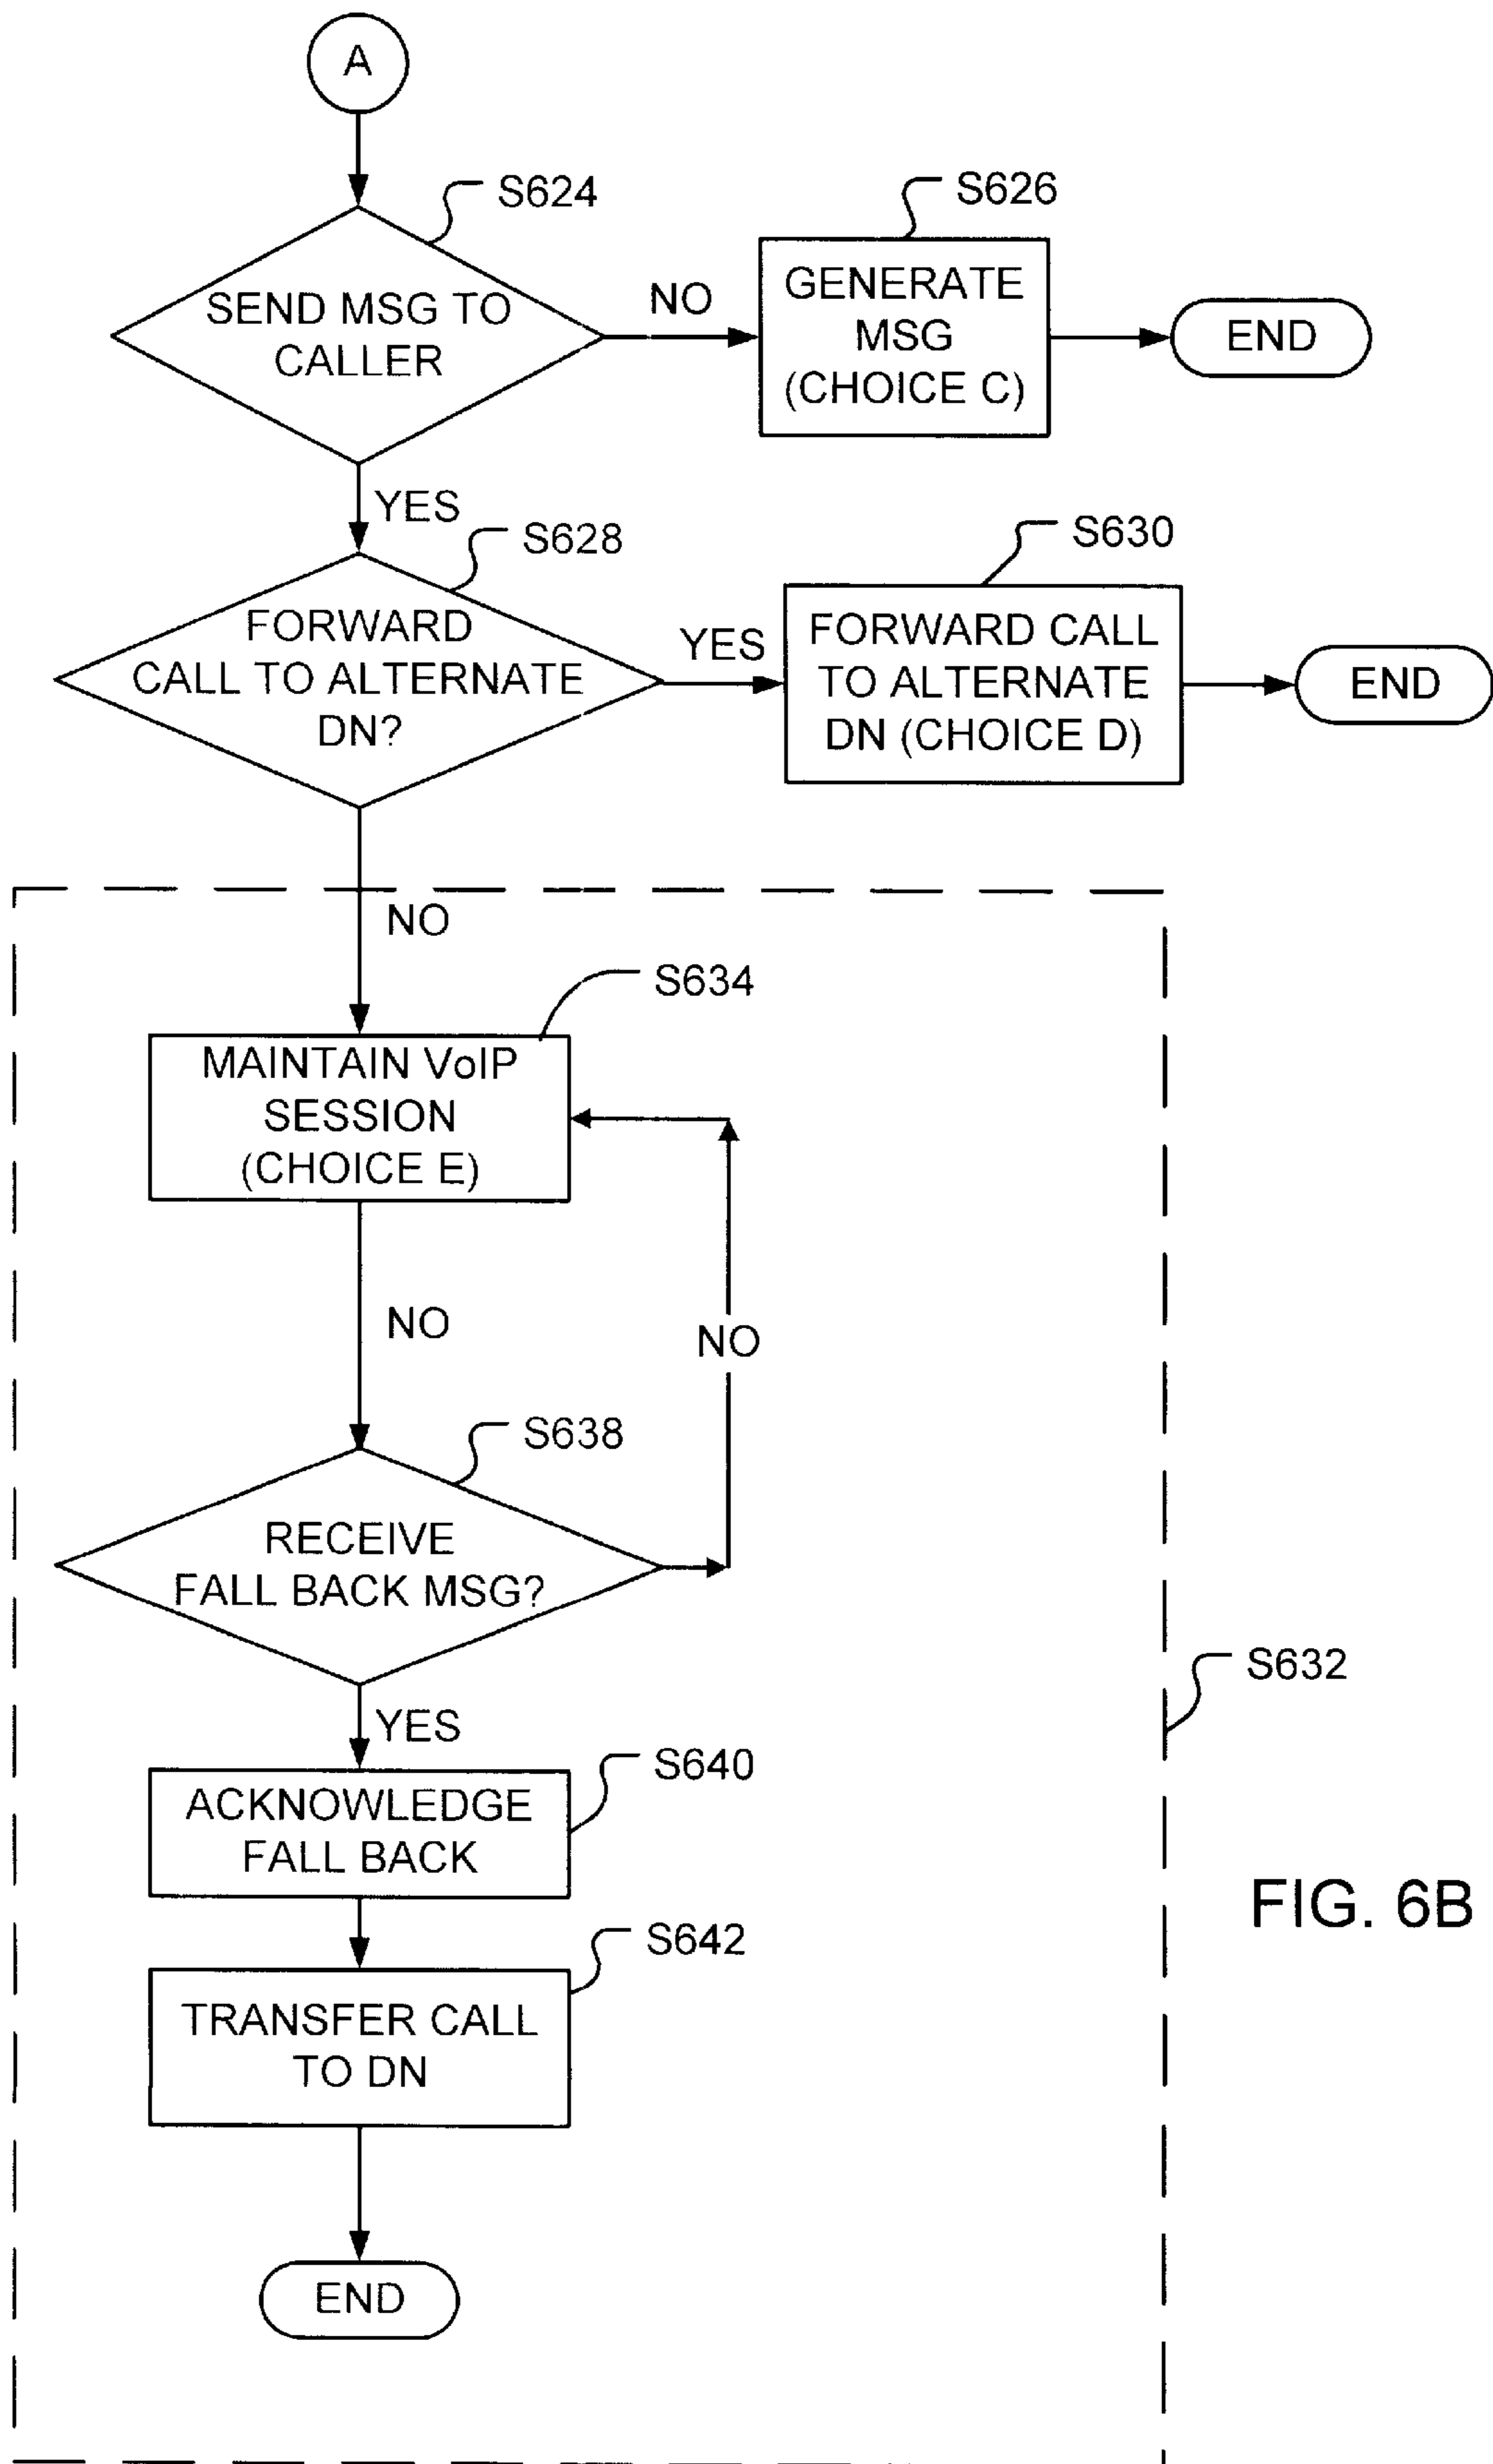 A
S624
SEND MSG TO
CALLER
NO
S626
GENERATE
MSG
(CHOICE C)
END
YES
S628
FORWARD
CALL TO ALTERNATE
DN?
YES
S630
FORWARD CALL
TO ALTERNATE
DN (CHOICE D)
END
NO
S634
MAINTAIN VoIP
SESSION
(CHOICE E)
NO
NO
S638
RECEIVE
FALL BACK MSG?
S632
YES
S640
ACKNOWLEDGE
FALL BACK
FIG. 6B
S642
TRANSFER CALL
TO DN
END